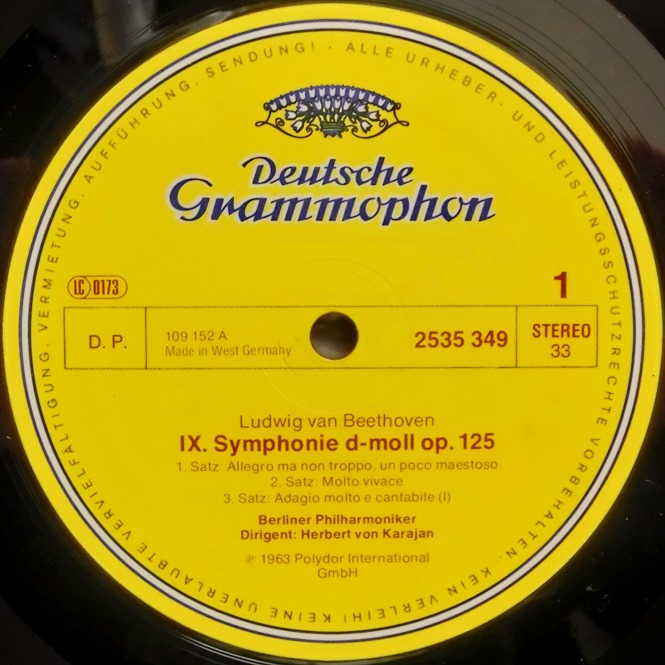 ALLE URHEBER- UND LEISTUNGSSCHUTZRECHTE VORBEHALTEN. KEIN VERLEIH! KEINE UNERLAUBTE VERVIELFÄLTIGUNG, VERMIETUNG, AUFFÜHRUNG, SENDUNG! ·
Deutsche
Grammophon
LC 0173
1
D. P.
109 152 A
Made in West Germany
2535 349
STEREO
33
Ludwig van Beethoven
IX. Symphonie d-moll op. 125
1. Satz: Allegro ma non troppo, un poco maestoso
2. Satz: Molto vivace
3. Satz: Adagio molto e cantabile (I)
Berliner Philharmoniker
Dirigent: Herbert von Karajan
℗ 1963 Polydor International
GmbH